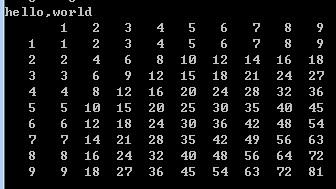 hello,world
1 2 3 4 5 6 7 8 9
1 1 2 3 4 5 6 7 8 9
2 2 4 6 8 10 12 14 16 18
3 3 6 9 12 15 18 21 24 27
4 4 8 12 16 20 24 28 32 36
5 5 10 15 20 25 30 35 40 45
6 6 12 18 24 30 36 42 48 54
7 7 14 21 28 35 42 49 56 63
8 8 16 24 32 40 48 56 64 72
9 9 18 27 36 45 54 63 72 81